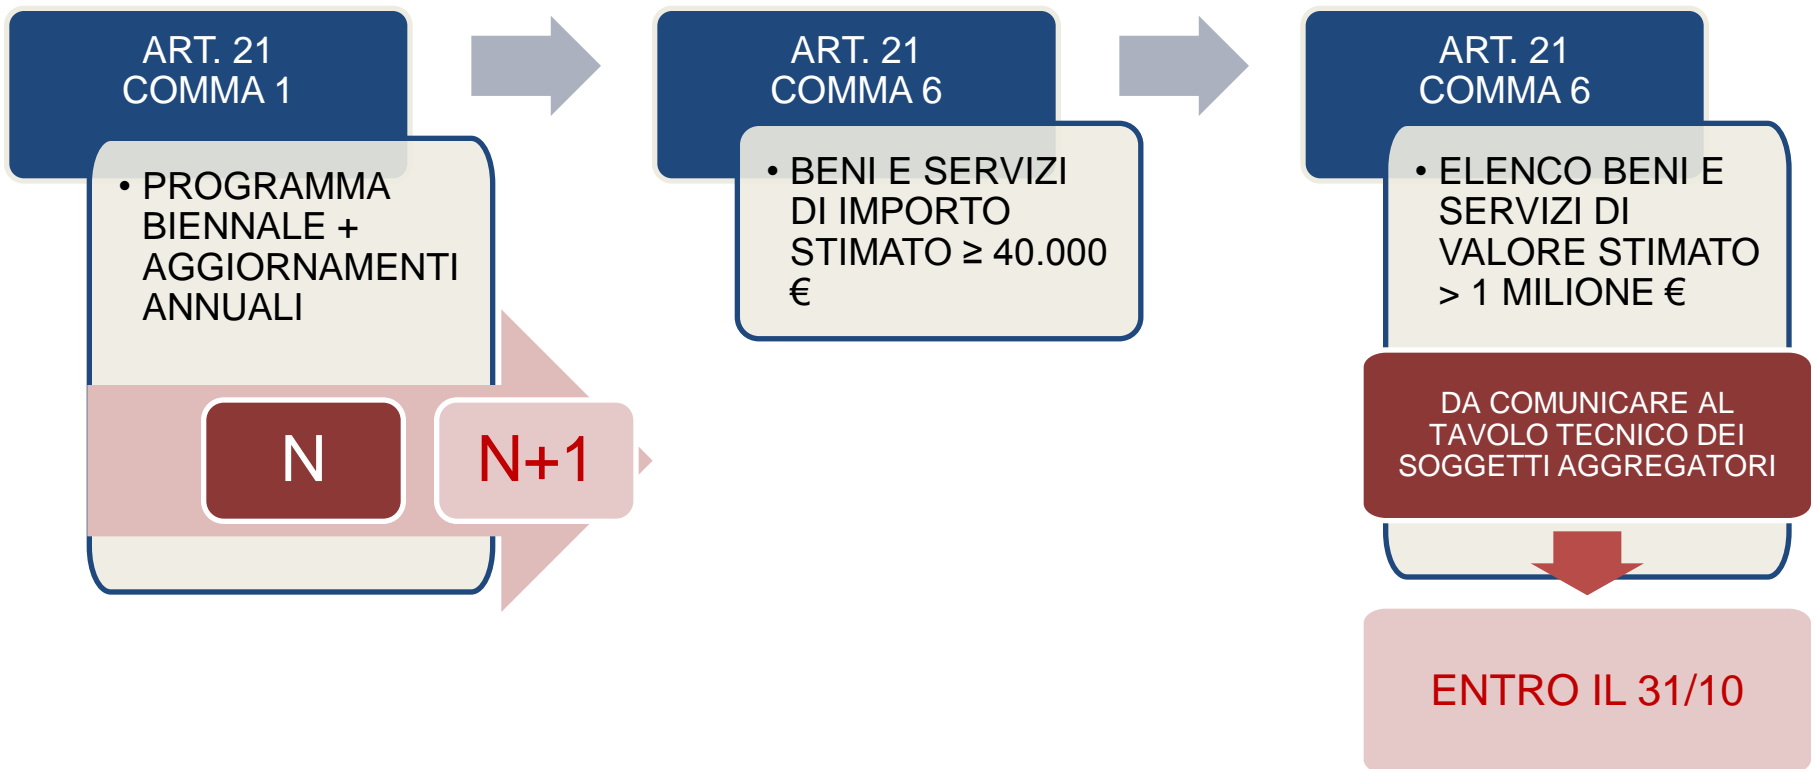 ART. 21
COMMA 1
• PROGRAMMA
BIENNALE +
AGGIORNAMENTI
ANNUALI
N
N+1
ART. 21
COMMA 6
• BENI E SERVIZI
DI IMPORTO
STIMATO ≥ 40.000
€
ART. 21
COMMA 6
• ELENCO BENI E
SERVIZI DI
VALORE STIMATO
> 1 MILIONE €
DA COMUNICARE AL
TAVOLO TECNICO DEI
SOGGETTI AGGREGATORI
ENTRO IL 31/10